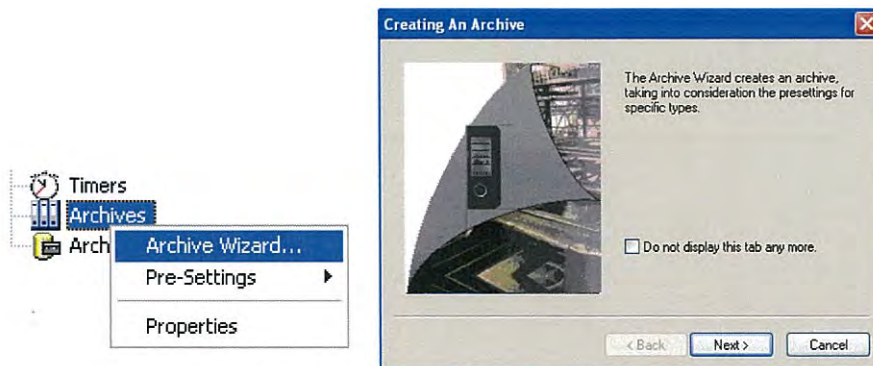 Timers
Archives
Arch
Archive Wizard...
Pre-Settings
Properties
Creating An Archive
The Archive Wizard creates an archive,
taking into consideration the presettings for
specific types.
Do not display this tab any more.
< Back
Next >
Cancel